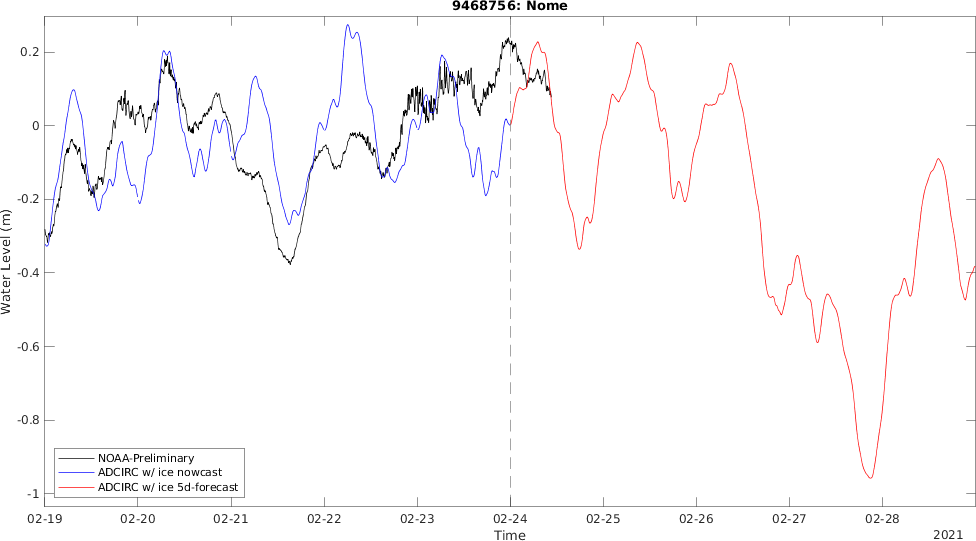 9468756: Nome
0.2
0
-0.2
-0.4
-0.6
-0.8
-1
Water Level (m)
NOAA-Preliminary
ADCIRC w/ ice nowcast
ADCIRC w/ ice 5d-forecast
02-19 02-20 02-21 02-22 02-23 02-24 02-25 02-26 02-27 02-28
Time
2021